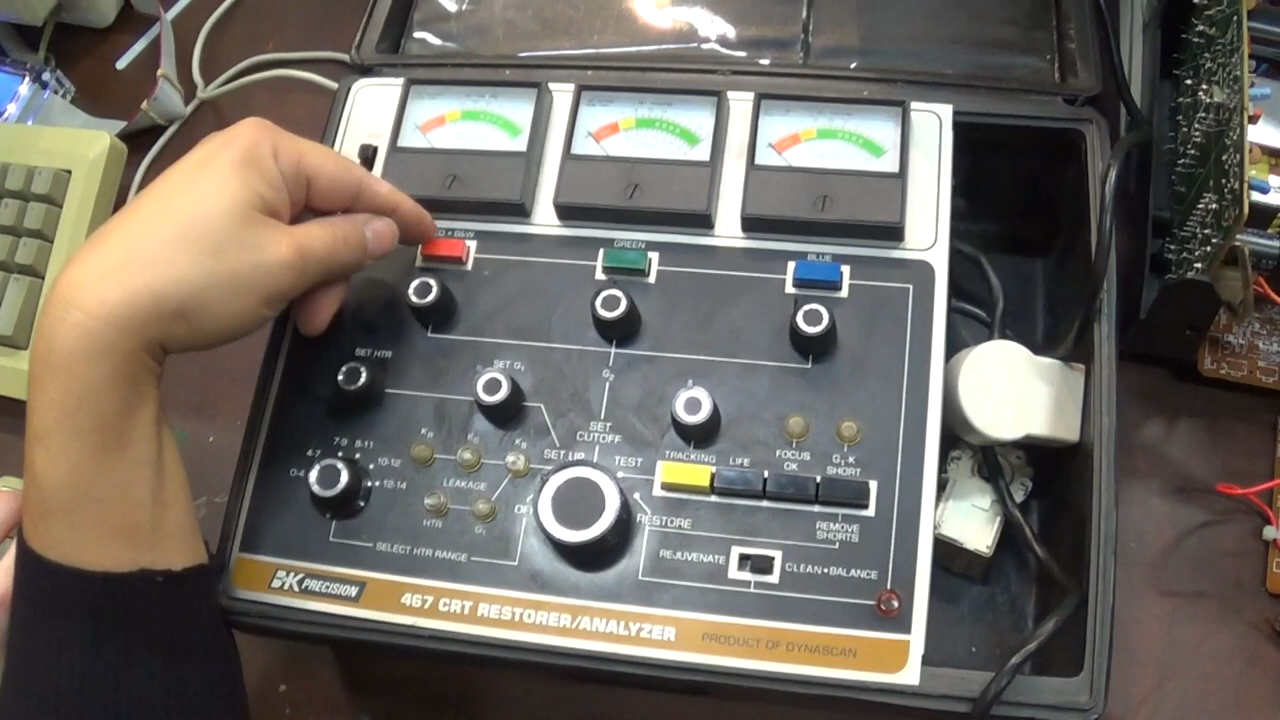 GREEN
BLUE
SET HTR
SET G1
G2
SET
CUTOFF
KR
KG
KB
SET UP
TEST
TRACKING
LIFE
FOCUS
OK
G1-K
SHORT
0-4
4-7
7-9
8-11
10-12
12-14
LEAKAGE
HTR
G1
RESTORE
REMOVE
SHORTS
SELECT HTR RANGE
REJUVENATE
CLEAN•BALANCE
B+K PRECISION
467 CRT RESTORER/ANALYZER
PRODUCT OF DYNASCAN